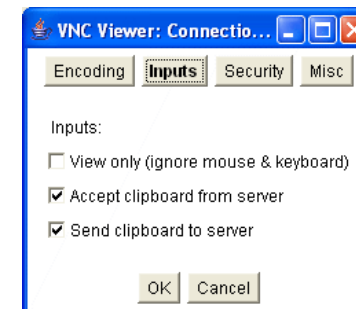 VNC Viewer: Connectio...
Encoding Inputs Security Misc
Inputs:
View only (ignore mouse & keyboard)
Accept clipboard from server
Send clipboard to server
OK Cancel